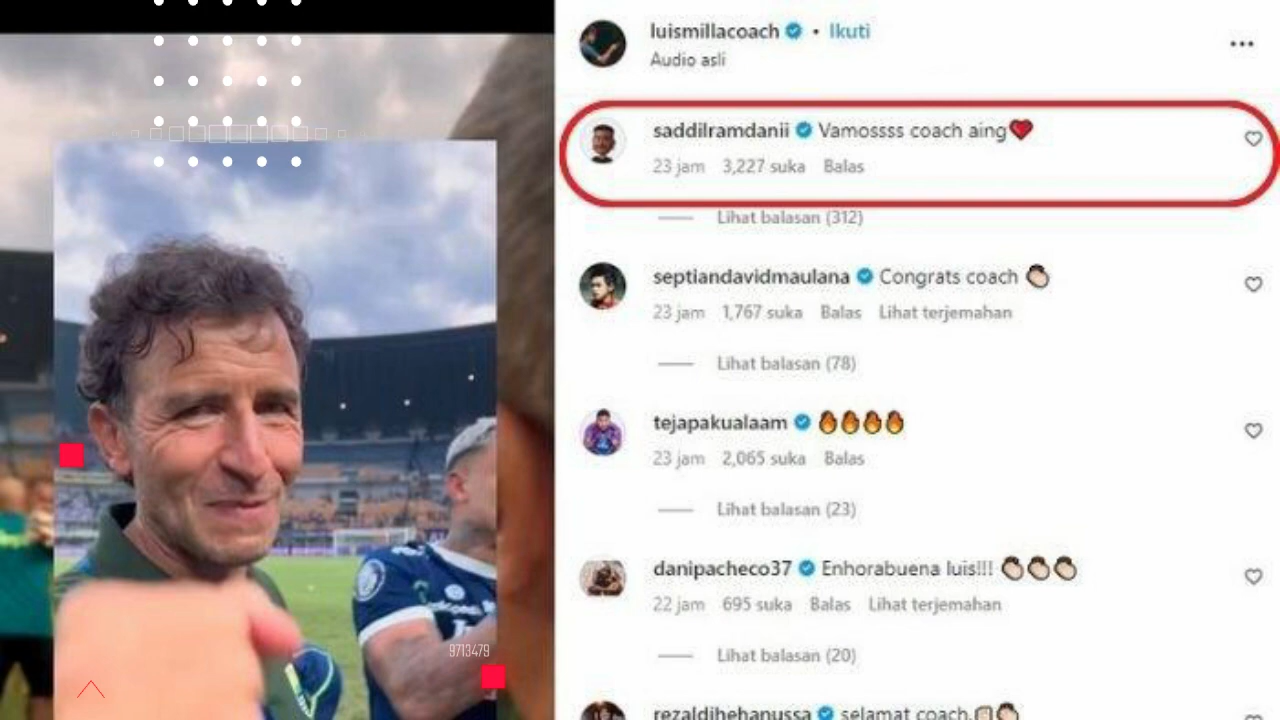 luismillacoach • Ikuti
Audio asli
saddilramdanii Vamossss coach aing❤️
23 jam 3,227 suka Balas
Lihat balasan (312)
septiandavidmaulana Congrats coach 👏🏻
23 jam 1,767 suka Balas Lihat terjemahan
Lihat balasan (78)
tejapakualaam 🔥🔥🔥🔥
23 jam 2,065 suka Balas
Lihat balasan (23)
danipacheco37 Enhorabuena luis!!! 👏🏻👏🏻👏🏻
22 jam 695 suka Balas Lihat terjemahan
Lihat balasan (20)
rezaldihehanussa selamat coach.
9713479